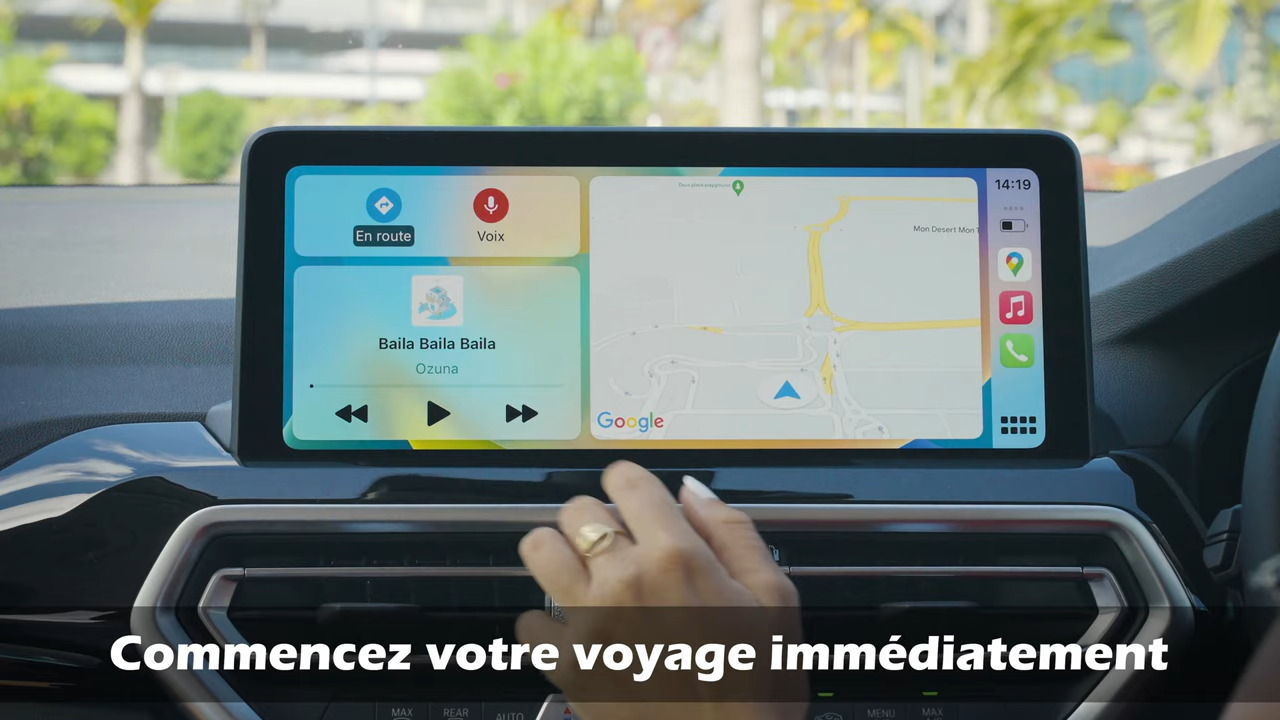 14:19
En route
Voix
Baila Baila Baila
Ozuna
Mon Desert Mon
Google
MAX
REAR
AUTO
MENU
MAX
Commencez votre voyage immédiatement